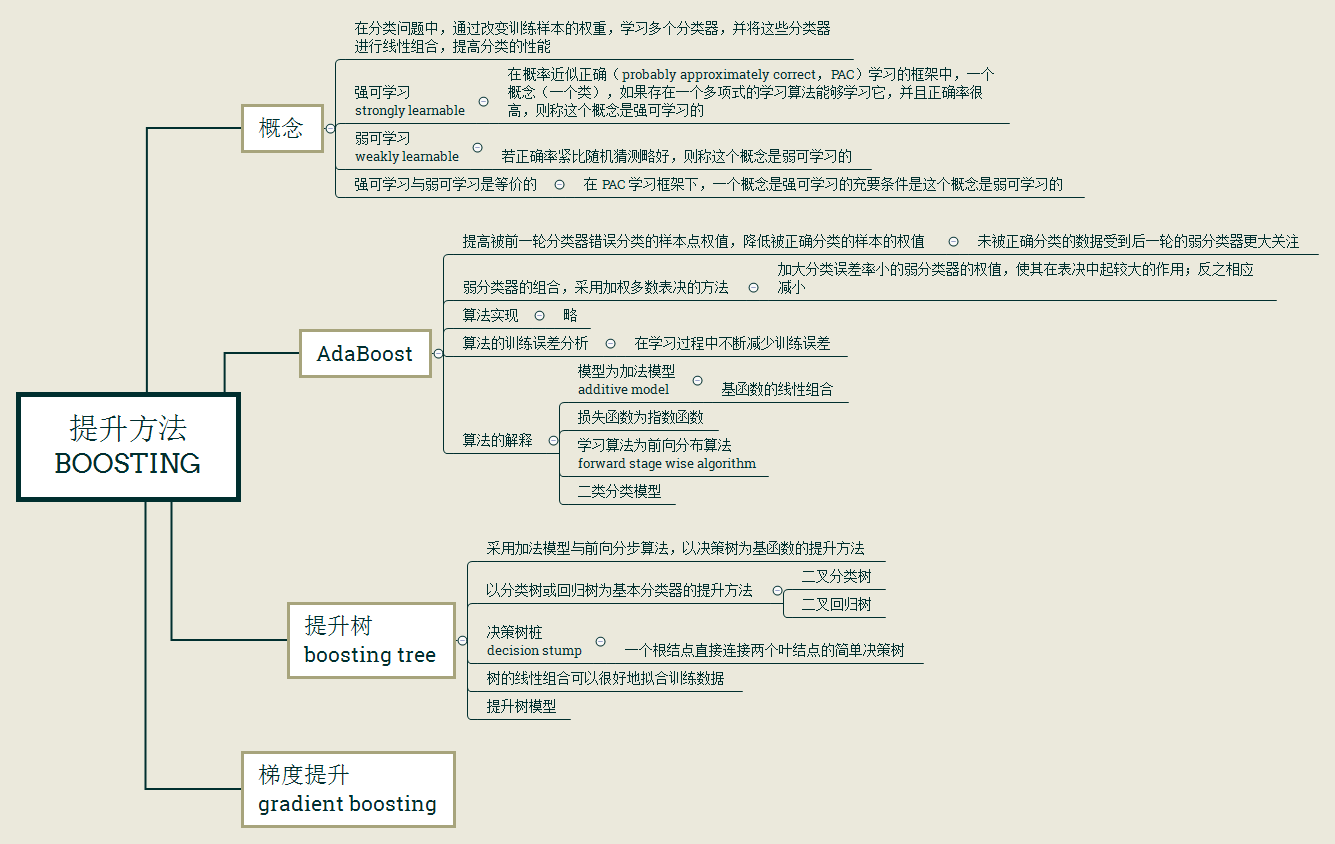 提升方法
BOOSTING
概念
在分类问题中，通过改变训练样本的权重，学习多个分类器，并将这些分类器
进行线性组合，提高分类的性能
强可学习
strongly learnable
在概率近似正确（probably approximately correct，PAC）学习的框架中，一个
概念（一个类），如果存在一个多项式的学习算法能够学习它，并且正确率很
高，则称这个概念是强可学习的
弱可学习
weakly learnable
若正确率紧比随机猜测略好，则称这个概念是弱可学习的
强可学习与弱可学习是等价的
在 PAC 学习框架下，一个概念是强可学习的充要条件是这个概念是弱可学习的
AdaBoost
提高被前一轮分类器错误分类的样本点权值，降低被正确分类的样本的权值
未被正确分类的数据受到后一轮的弱分类器更大关注
弱分类器的组合，采用加权多数表决的方法
加大分类误差率小的弱分类器的权值，使其在表决中起较大的作用；反之相应
减小
算法实现
略
算法的训练误差分析
在学习过程中不断减少训练误差
算法的解释
模型为加法模型
additive model
基函数的线性组合
损失函数为指数函数
学习算法为前向分布算法
forward stage wise algorithm
二类分类模型
提升树
boosting tree
采用加法模型与前向分步算法，以决策树为基函数的提升方法
以分类树或回归树为基本分类器的提升方法
二叉分类树
二叉回归树
决策树桩
decision stump
一个根结点直接连接两个叶结点的简单决策树
树的线性组合可以很好地拟合训练数据
提升树模型
梯度提升
gradient boosting